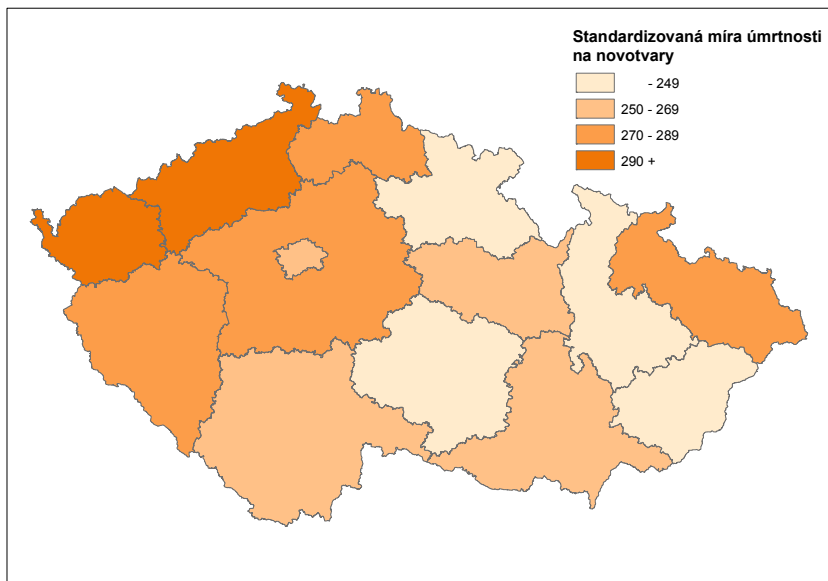 Standardizovaná míra úmrtnosti
na novotvary
- 249
250 - 269
270 - 289
290 +